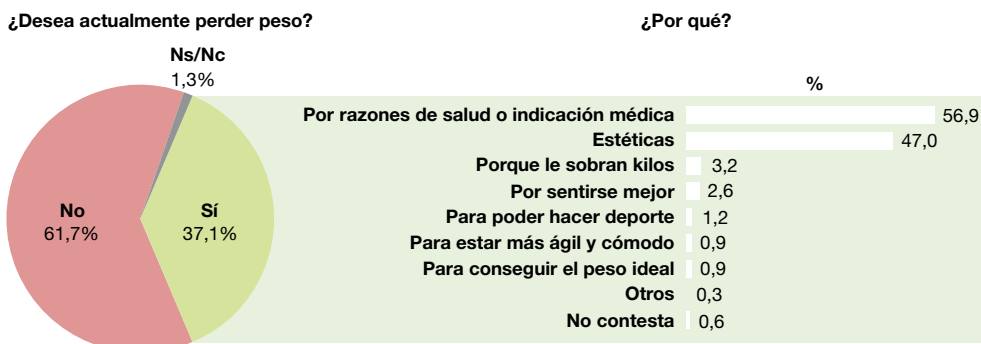 ¿Desea actualmente perder peso?
Ns/Nc
1,3%
No
61,7%
Sí
37,1%
¿Por qué?
%
Por razones de salud o indicación médica 56,9
Estéticas 47,0
Porque le sobran kilos 3,2
Por sentirse mejor 2,6
Para poder hacer deporte 1,2
Para estar más ágil y cómodo 0,9
Para conseguir el peso ideal 0,9
Otros 0,3
No contesta 0,6